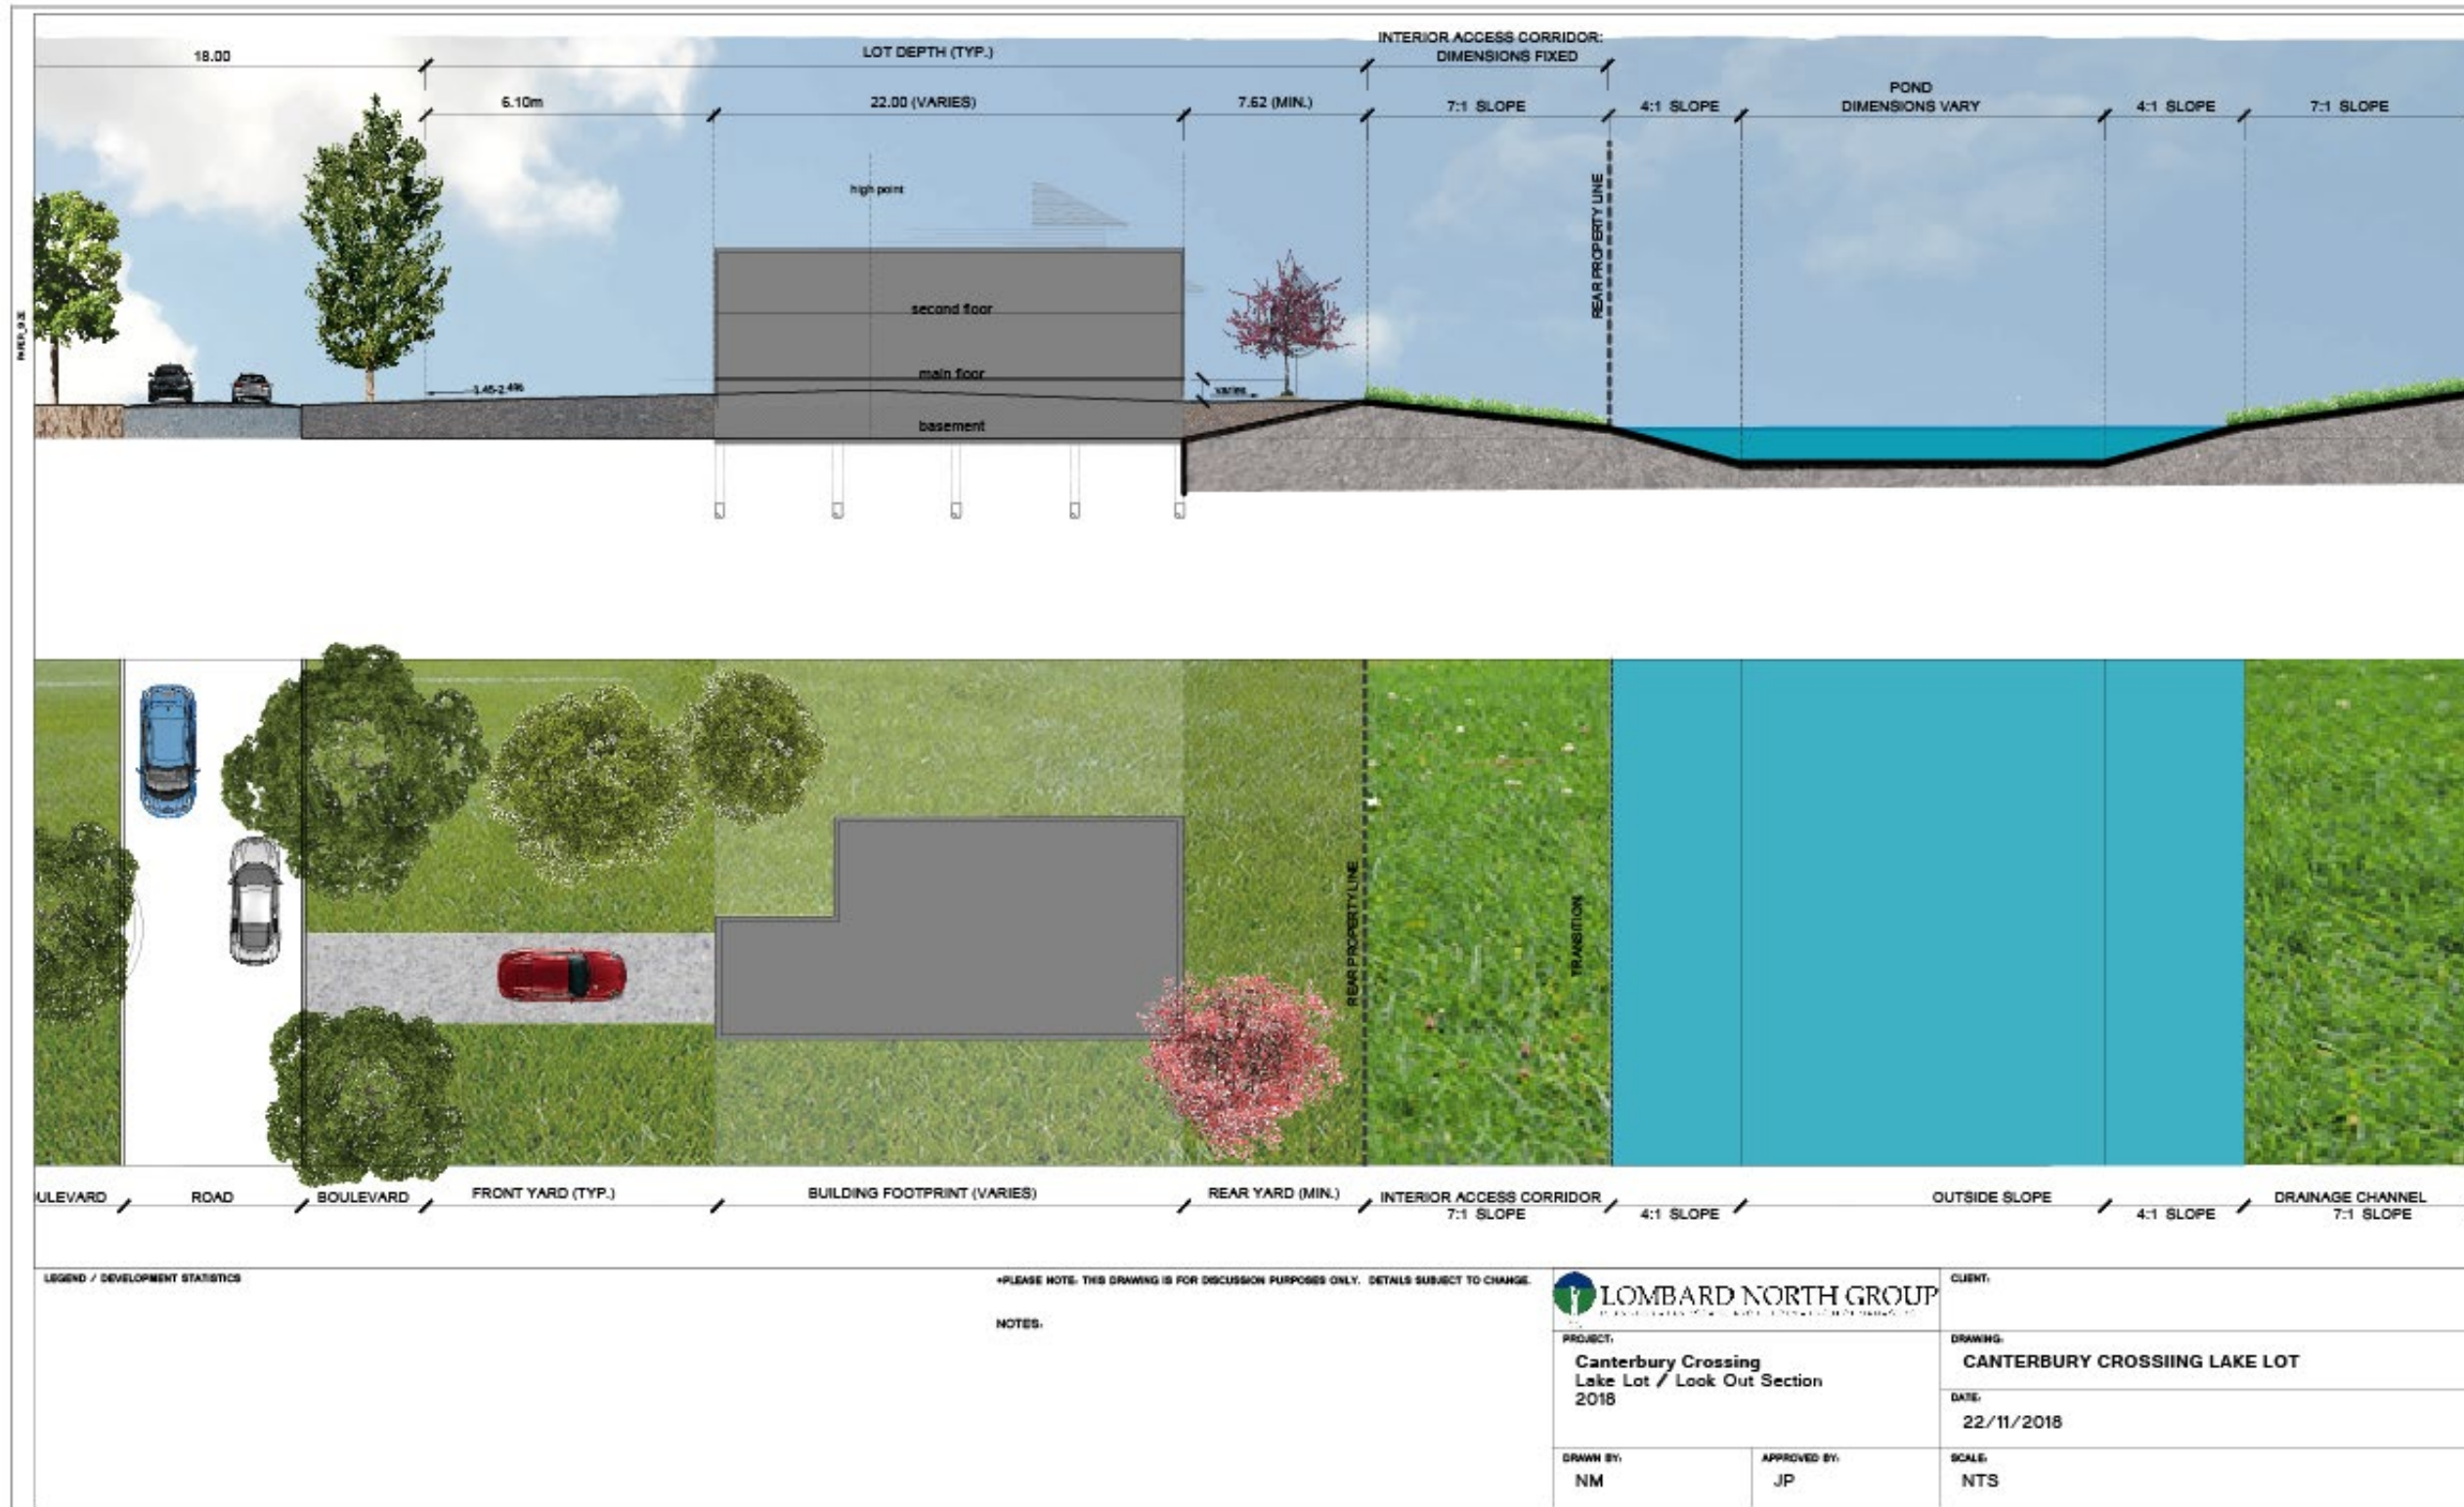 INTERIOR ACCESS CORRIDOR:
18.00
LOT DEPTH (TYP.)
DIMENSIONS FIXED
6.10m
22.00 (VARIES)
7.62 (MIN.)
7:1 SLOPE
4:1 SLOPE
POND
DIMENSIONS VARY
4:1 SLOPE
7:1 SLOPE
high point
REAR PROPERTY LINE
second floor
main floor
varies
basement
REAR PROPERTY LINE
TRANSITION
ULEVARD
ROAD
BOULEVARD
FRONT YARD (TYP.)
BUILDING FOOTPRINT (VARIES)
REAR YARD (MIN.)
INTERIOR ACCESS CORRIDOR
7:1 SLOPE
4:1 SLOPE
OUTSIDE SLOPE
4:1 SLOPE
DRAINAGE CHANNEL
7:1 SLOPE
LEGEND / DEVELOPMENT STATISTICS
*PLEASE NOTE: THIS DRAWING IS FOR DISCUSSION PURPOSES ONLY. DETAILS SUBJECT TO CHANGE.
NOTES:
LOMBARD NORTH GROUP
CLIENT:
PROJECT:
Canterbury Crossing
Lake Lot / Look Out Section
2018
DRAWING:
CANTERBURY CROSSIING LAKE LOT
DATE:
22/11/2018
DRAWN BY:
NM
APPROVED BY:
JP
SCALE:
NTS